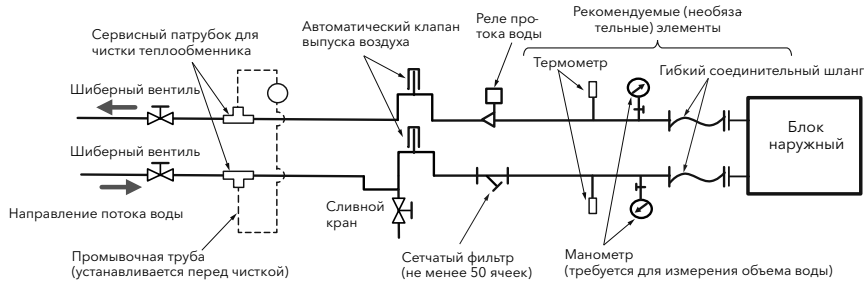 Сервисный патрубок для
чистки теплообменника
Автоматический клапан
выпуска воздуха
Реле про-
тока воды
Рекомендуемые (необяза
тельные) элементы
Термометр
Гибкий соединительный шланг
Шиберный вентиль
Шиберный вентиль
Блок
наружный
Направление потока воды
Сливной
кран
Промывочная труба
(устанавливается перед чисткой)
Сетчатый фильтр
(не менее 50 ячеек)
Манометр
(требуется для измерения объема воды)